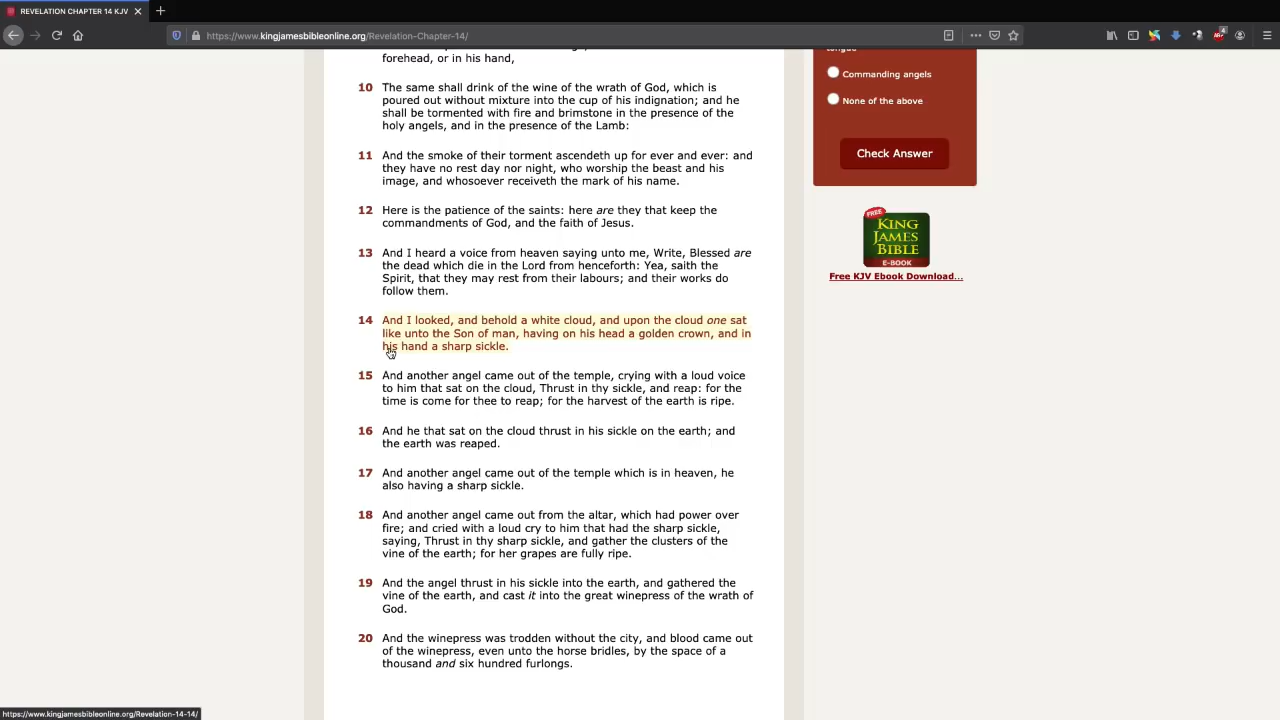 REVELATION CHAPTER 14 KJV
https://www.kingjamesbibleonline.org/Revelation-Chapter-14/
4
forehead, or in his hand,
10 The same shall drink of the wine of the wrath of God, which is
poured out without mixture into the cup of his indignation; and he
shall be tormented with fire and brimstone in the presence of the
holy angels, and in the presence of the Lamb:
11 And the smoke of their torment ascendeth up for ever and ever: and
they have no rest day nor night, who worship the beast and his
image, and whosoever receiveth the mark of his name.
12 Here is the patience of the saints: here are they that keep the
commandments of God, and the faith of Jesus.
13 And I heard a voice from heaven saying unto me, Write, Blessed are
the dead which die in the Lord from henceforth: Yea, saith the
Spirit, that they may rest from their labours; and their works do
follow them.
14 And I looked, and behold a white cloud, and upon the cloud one sat
like unto the Son of man, having on his head a golden crown, and in
his hand a sharp sickle.
15 And another angel came out of the temple, crying with a loud voice
to him that sat on the cloud, Thrust in thy sickle, and reap: for the
time is come for thee to reap; for the harvest of the earth is ripe.
16 And he that sat on the cloud thrust in his sickle on the earth; and
the earth was reaped.
17 And another angel came out of the temple which is in heaven, he
also having a sharp sickle.
18 And another angel came out from the altar, which had power over
fire; and cried with a loud cry to him that had the sharp sickle,
saying, Thrust in thy sharp sickle, and gather the clusters of the
vine of the earth; for her grapes are fully ripe.
19 And the angel thrust in his sickle into the earth, and gathered the
vine of the earth, and cast it into the great winepress of the wrath of
God.
20 And the winepress was trodden without the city, and blood came out
of the winepress, even unto the horse bridles, by the space of a
thousand and six hundred furlongs.
tongue
Commanding angels
None of the above
Check Answer
FREE
KING
JAMES
BIBLE
E-BOOK
Free KJV Ebook Download...
https://www.kingjamesbibleonline.org/Revelation-14-14/